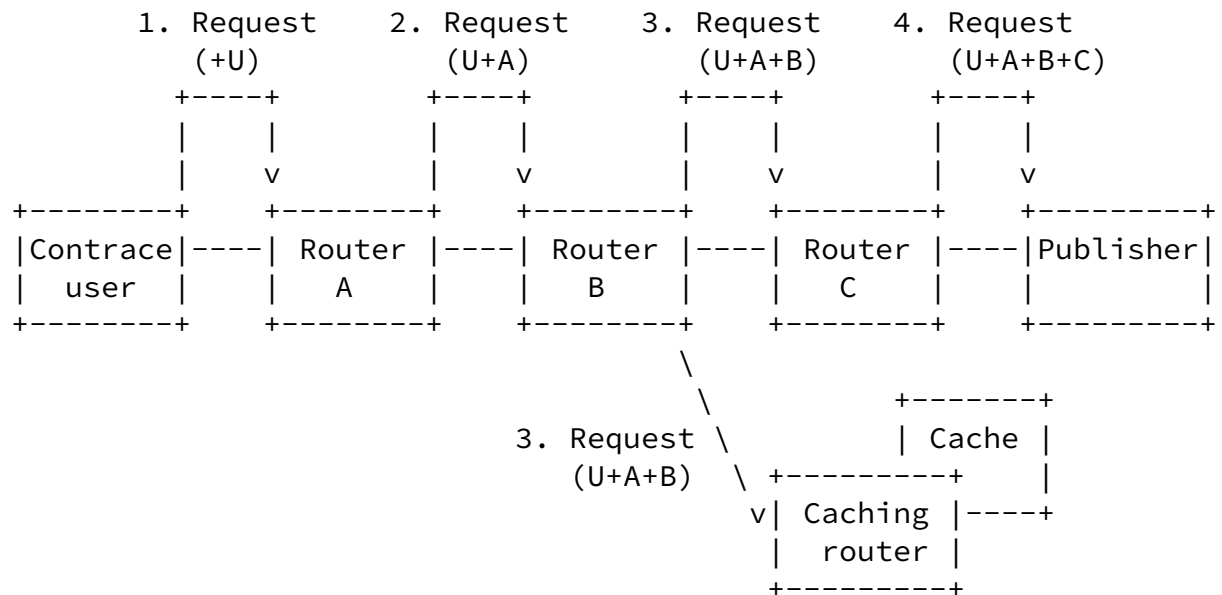 1. Request 2. Request 3. Request 4. Request
(+U) (U+A) (U+A+B) (U+A+B+C)
Contrace Router Router Router Publisher
user A B C
3. Request Cache
(U+A+B)
Caching
router